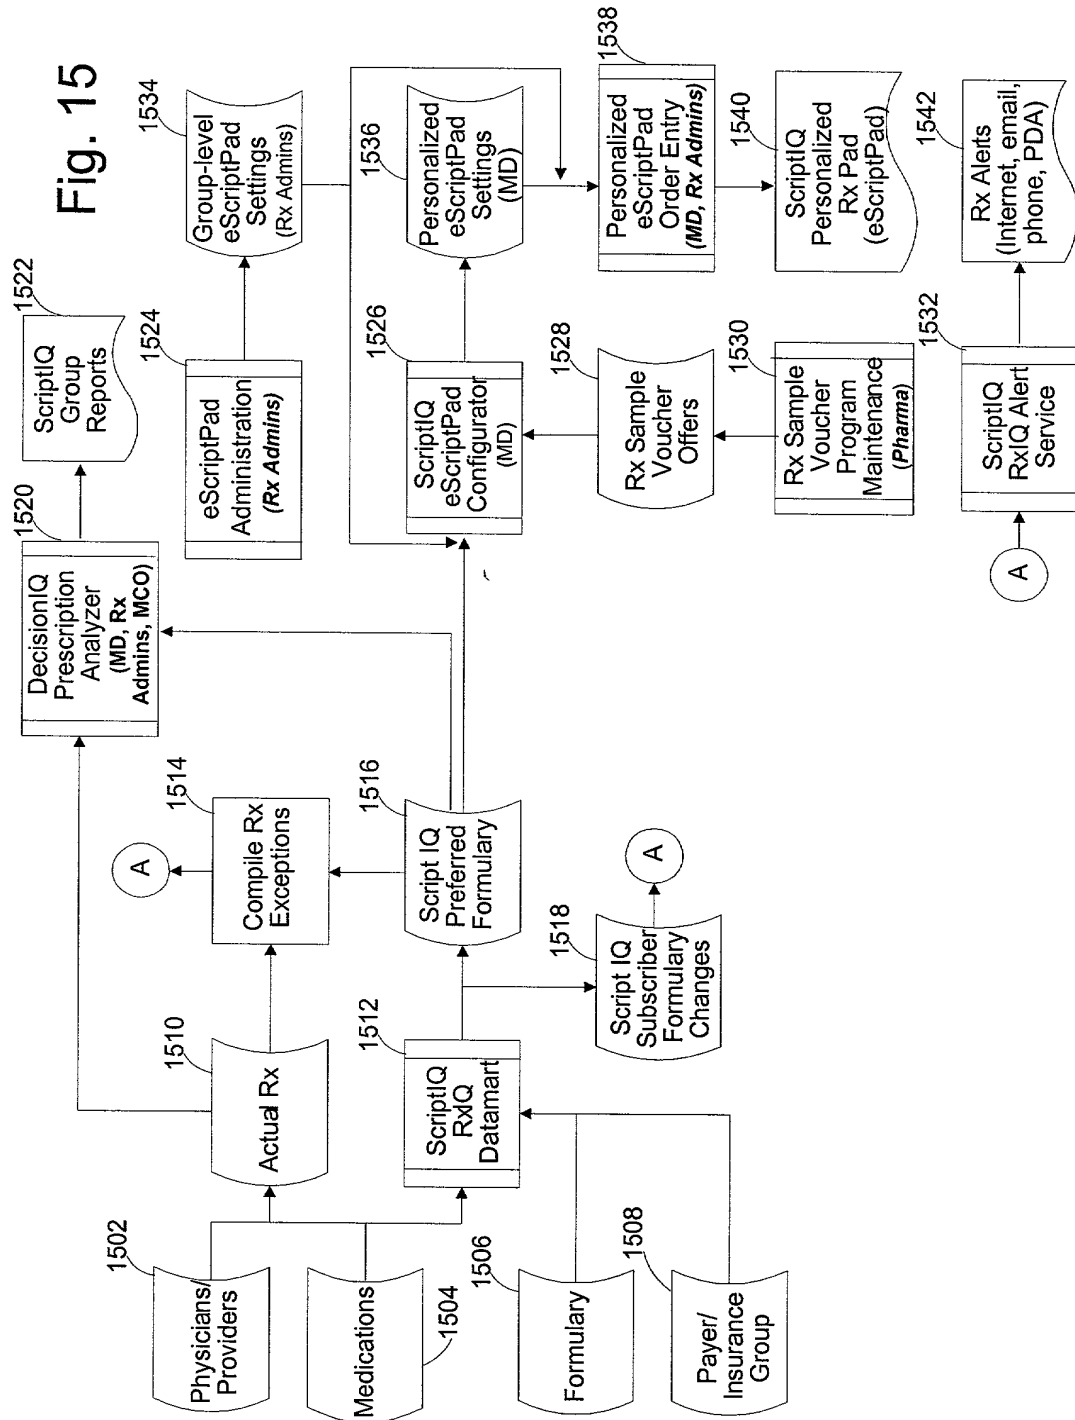 Fig. 15
1502
Physicians/
Providers
Medications
1504
1506
Formulary
1508
Payer/
Insurance
Group
1510
Actual Rx
1512
ScriptIQ
RxIQ
Datamart
A
1514
Compile Rx
Exceptions
1516
Script IQ
Preferred
Formulary
1518
Script IQ
Subscriber
Formulary
Changes
A
1520
DecisionIQ
Prescription
Analyzer
(MD, Rx
Admins, MCO)
1522
ScriptIQ
Group
Reports
1524
eScriptPad
Administration
(Rx Admins)
1526
ScriptIQ
eScriptPad
Configurator
(MD)
1528
Rx Sample
Voucher
Offers
1530
Rx Sample
Voucher
Program
Maintenance
(Pharma)
A
1532
ScriptIQ
RxIQ Alert
Service
1534
Group-level
eScriptPad
Settings
(Rx Admins)
1536
Personalized
eScriptPad
Settings
(MD)
1538
Personalized
eScriptPad
Order Entry
(MD, Rx Admins)
1540
ScriptIQ
Personalized
Rx Pad
(eScriptPad)
1542
Rx Alerts
(Internet, email,
phone, PDA)